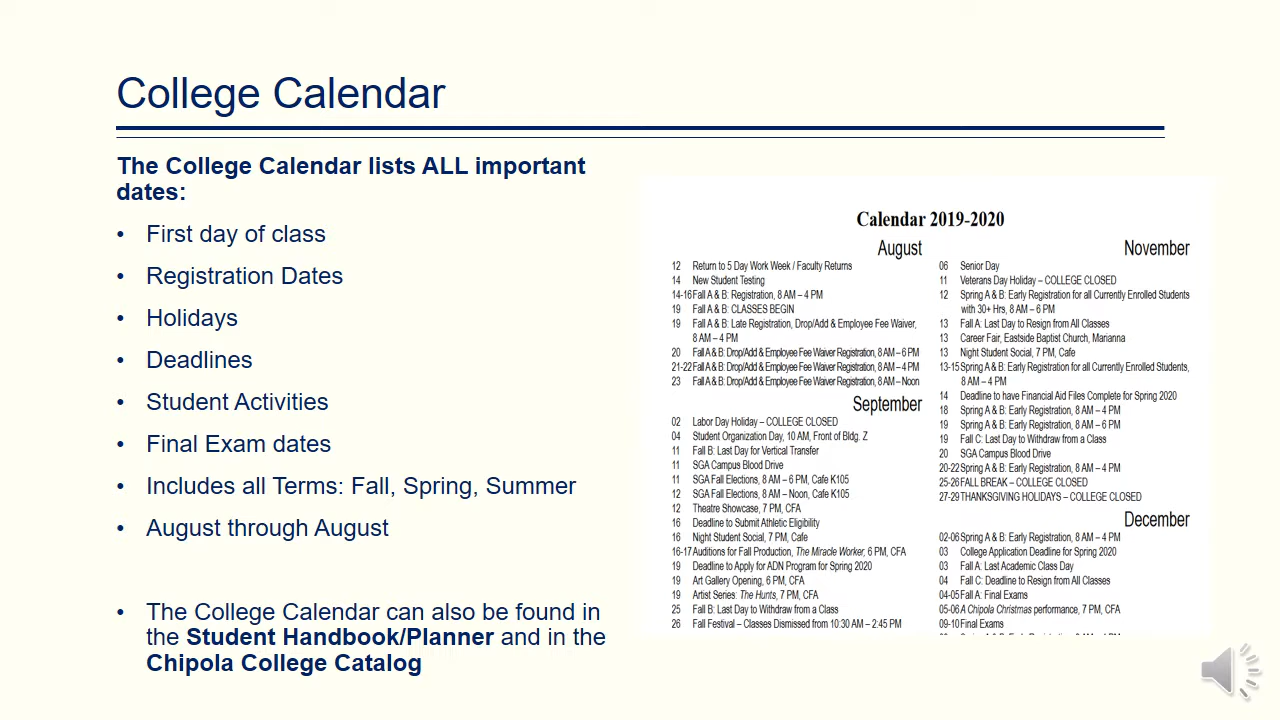 College Calendar
The College Calendar lists ALL important
dates:
• First day of class
• Registration Dates
• Holidays
• Deadlines
• Student Activities
• Final Exam dates
• Includes all Terms: Fall, Spring, Summer
• August through August
• The College Calendar can also be found in
the Student Handbook/Planner and in the
Chipola College Catalog
Calendar 2019-2020
August
12 Return to 5 Day Work Week / Faculty Returns
14 New Student Testing
14-16 Fall A & B: Registration, 8 AM – 4 PM
19 Fall A & B: CLASSES BEGIN
19 Fall A & B: Late Registration, Drop/Add & Employee Fee Waiver,
8 AM – 4 PM
20 Fall A & B: Drop/Add & Employee Fee Waiver Registration, 8 AM – 6 PM
21-22 Fall A & B: Drop/Add & Employee Fee Waiver Registration, 8 AM – 4 PM
23 Fall A & B: Drop/Add & Employee Fee Waiver Registration, 8 AM – Noon
September
02 Labor Day Holiday – COLLEGE CLOSED
04 Student Organization Day, 10 AM, Front of Bldg. Z
11 Fall B: Last Day for Vertical Transfer
11 SGA Campus Blood Drive
11 SGA Fall Elections, 8 AM – 6 PM, Cafe K105
12 SGA Fall Elections, 8 AM – Noon, Cafe K105
12 Theatre Showcase, 7 PM, CFA
16 Deadline to Submit Athletic Eligibility
16 Night Student Social, 7 PM, Cafe
16-17 Auditions for Fall Production, The Miracle Worker, 6 PM, CFA
19 Deadline to Apply for ADN Program for Spring 2020
19 Art Gallery Opening, 6 PM, CFA
19 Artist Series: The Hunts, 7 PM, CFA
25 Fall B: Last Day to Withdraw from a Class
26 Fall Festival – Classes Dismissed from 10:30 AM – 2:45 PM
November
06 Senior Day
11 Veterans Day Holiday – COLLEGE CLOSED
12 Spring A & B: Early Registration for all Currently Enrolled Students
with 30+ Hrs, 8 AM – 6 PM
13 Fall A: Last Day to Resign from All Classes
13 Career Fair, Eastside Baptist Church, Marianna
13 Night Student Social, 7 PM, Cafe
13-15 Spring A & B: Early Registration for all Currently Enrolled Students,
8 AM – 4 PM
14 Deadline to have Financial Aid Files Complete for Spring 2020
18 Spring A & B: Early Registration, 8 AM – 4 PM
19 Spring A & B: Early Registration, 8 AM – 6 PM
19 Fall C: Last Day to Withdraw from a Class
20 SGA Campus Blood Drive
20-22 Spring A & B: Early Registration, 8 AM – 4 PM
25-26 FALL BREAK – COLLEGE CLOSED
27-29 THANKSGIVING HOLIDAYS – COLLEGE CLOSED
December
02-06 Spring A & B: Early Registration, 8 AM – 4 PM
03 College Application Deadline for Spring 2020
03 Fall A: Last Academic Class Day
04 Fall C: Deadline to Resign from All Classes
04-05 Fall A: Final Exams
05-06 A Chipola Christmas performance, 7 PM, CFA
09-10 Final Exams